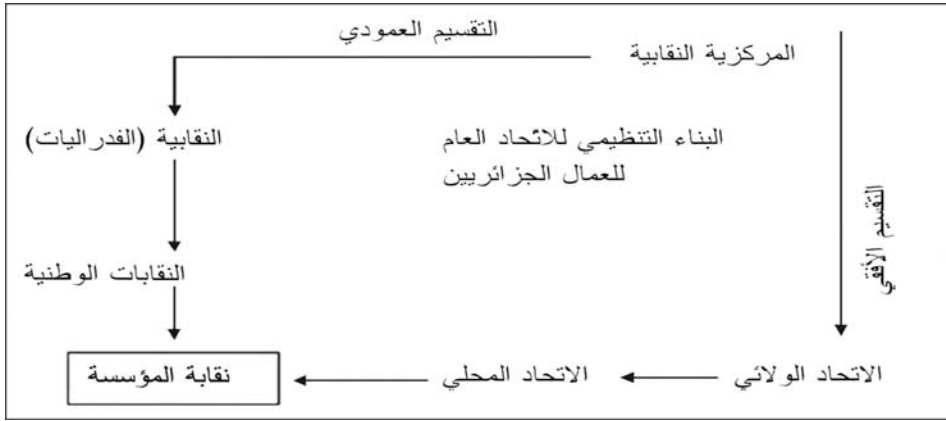 التقسيم العمودي
المركزية النقابية
النقابية (الفدراليات)
البناء التنظيمي للاتحاد العام
للعمال الجزائريين
التقسيم الأفقي
النقابات الوطنية
الاتحاد الولائي
الاتحاد المحلي
نقابة المؤسسة